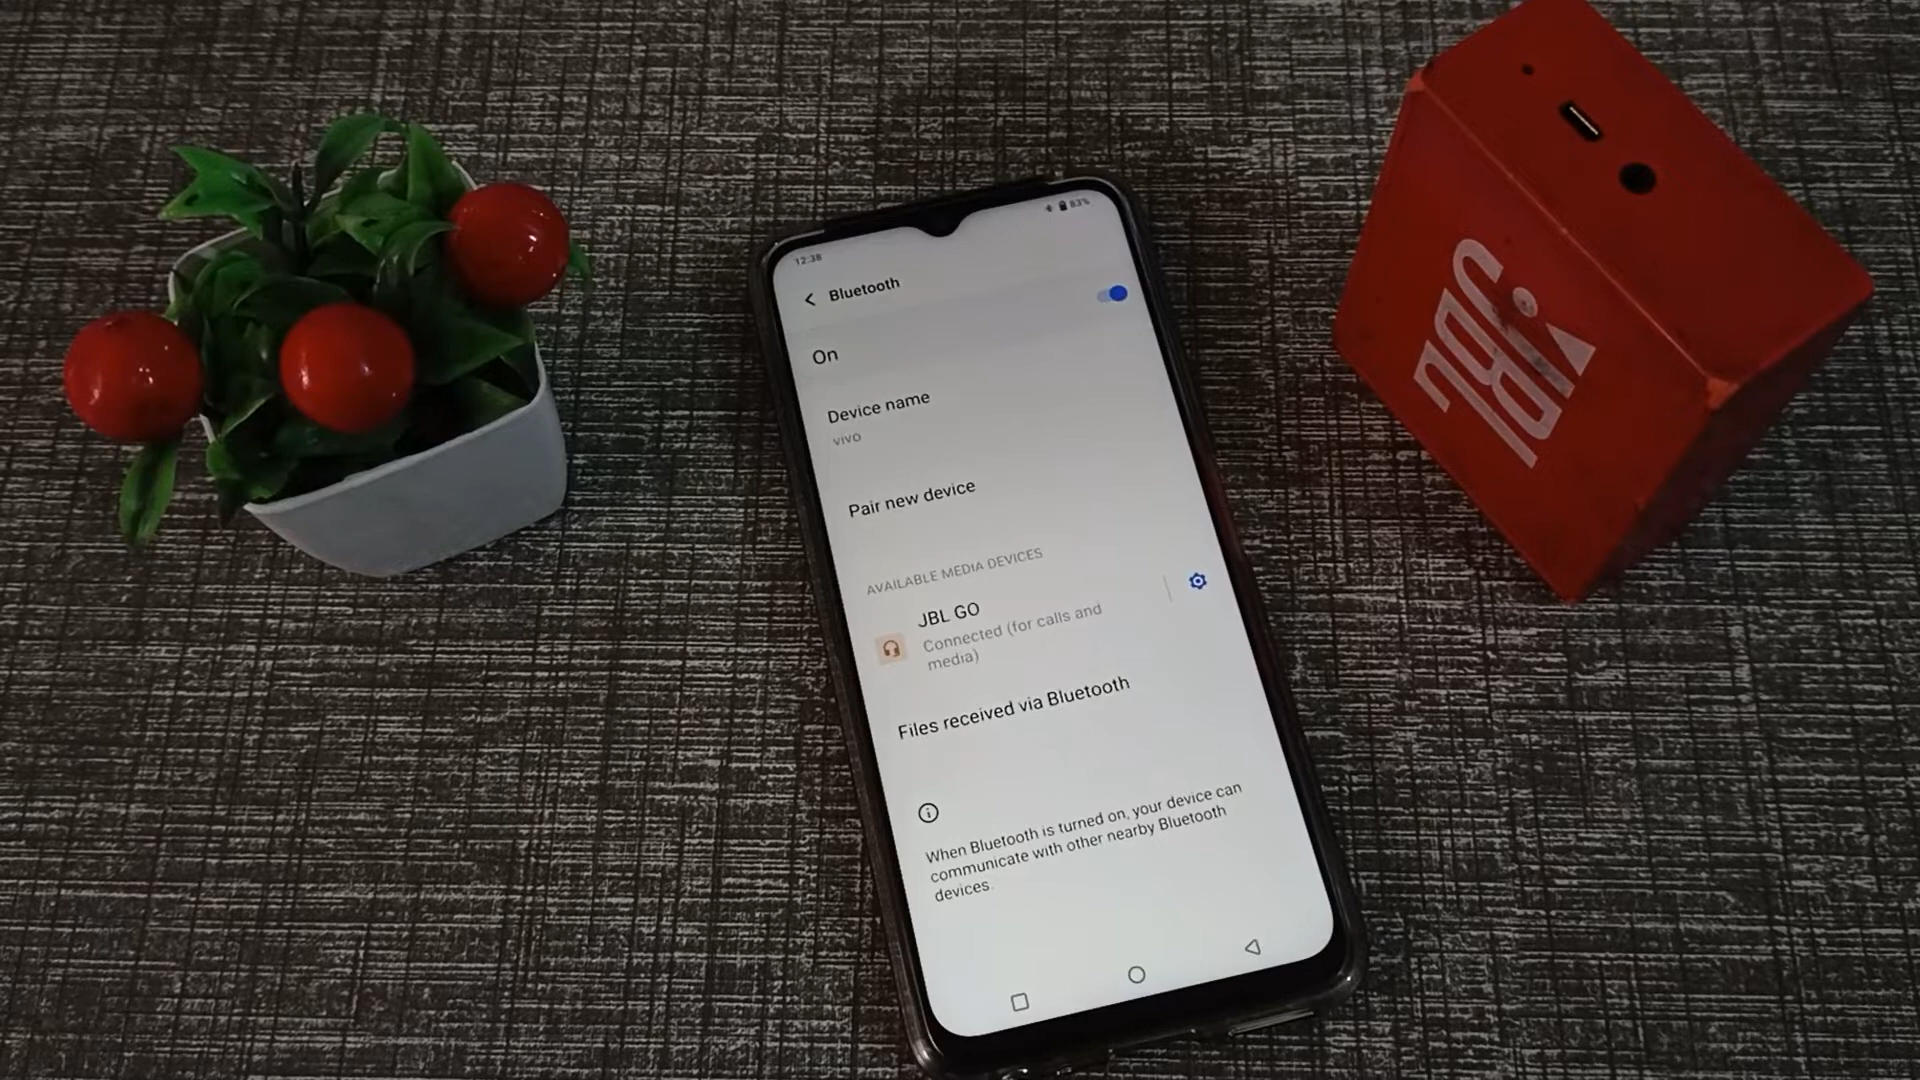 12:38
83%
Bluetooth
On
Device name
vivo
Pair new device
AVAILABLE MEDIA DEVICES
JBL GO
Connected (for calls and
media)
Files received via Bluetooth
When Bluetooth is turned on, your device can
communicate with other nearby Bluetooth
devices.
JBL